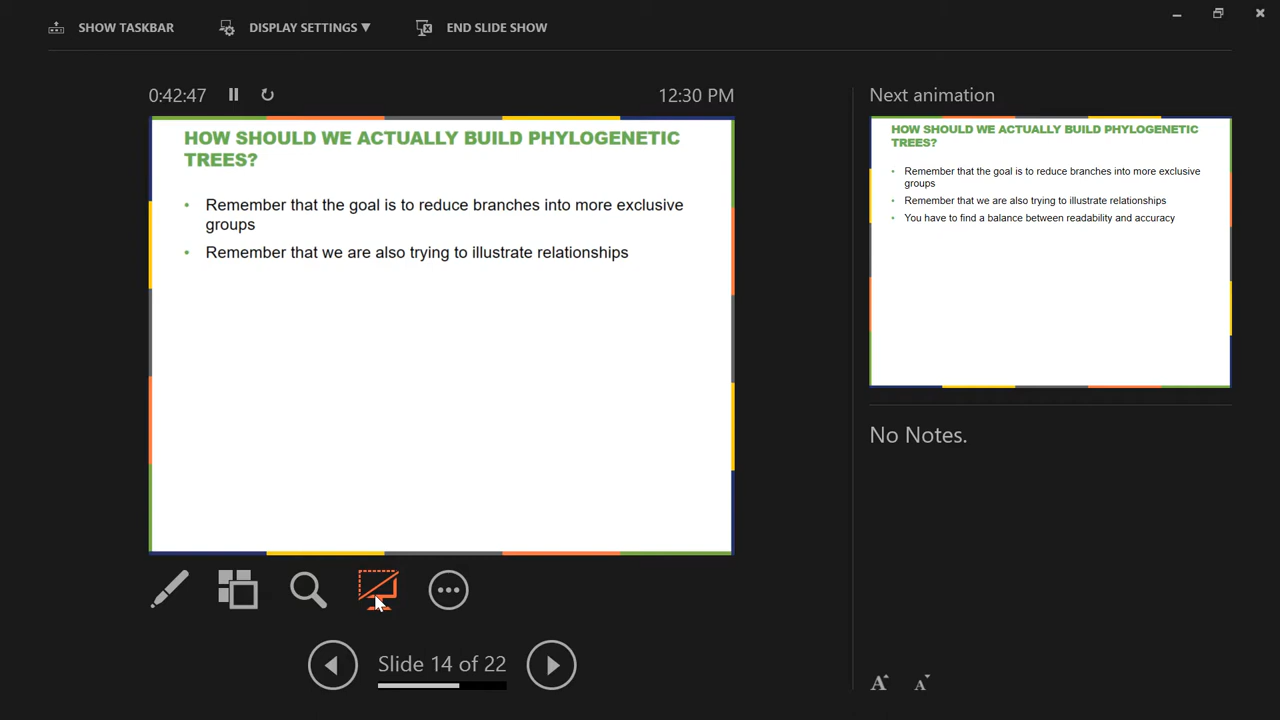 SHOW TASKBAR
DISPLAY SETTINGS ▼
END SLIDE SHOW
0:42:47
12:30 PM
HOW SHOULD WE ACTUALLY BUILD PHYLOGENETIC
TREES?
• Remember that the goal is to reduce branches into more exclusive
groups
• Remember that we are also trying to illustrate relationships
Slide 14 of 22
Next animation
HOW SHOULD WE ACTUALLY BUILD PHYLOGENETIC
TREES?
• Remember that the goal is to reduce branches into more exclusive
groups
• Remember that we are also trying to illustrate relationships
• You have to find a balance between readability and accuracy
No Notes.
A A